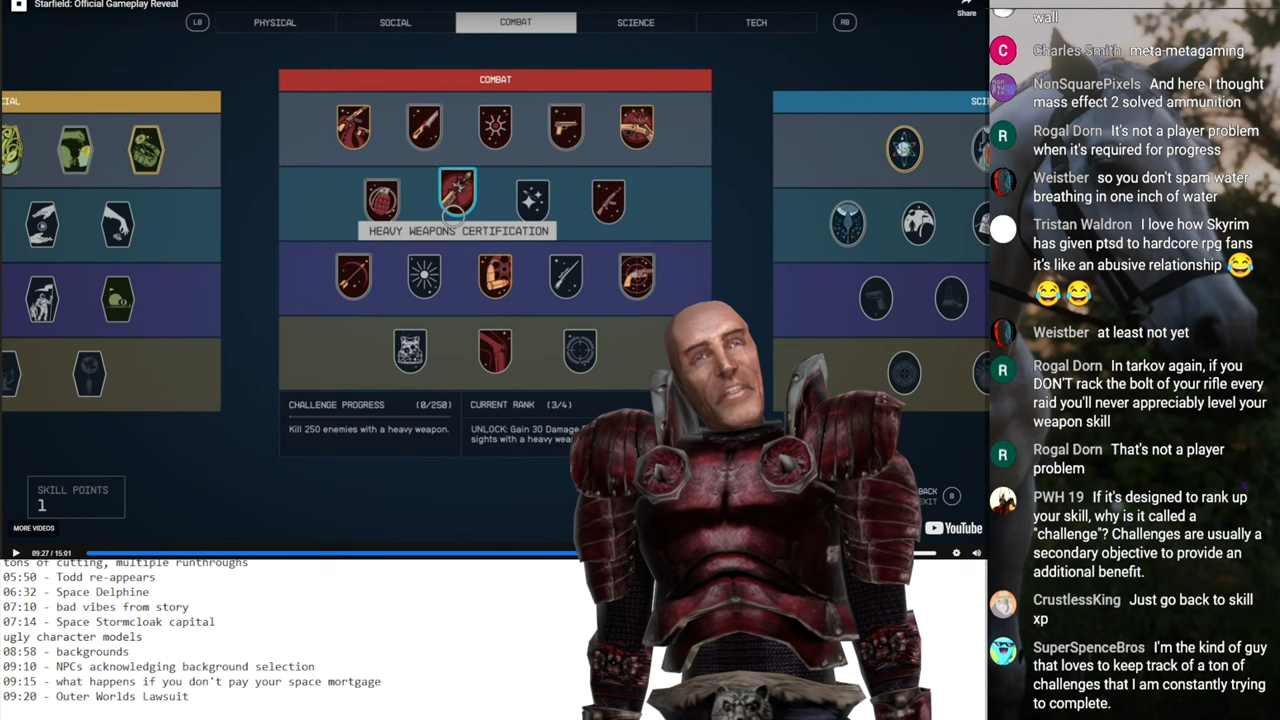 Starfield: Official Gameplay Reveal
Share
LB PHYSICAL SOCIAL COMBAT SCIENCE TECH RB
CIAL
COMBAT
SCI
HEAVY WEAPONS CERTIFICATION
CHALLENGE PROGRESS (0/250)
Kill 250 enemies with a heavy weapon.
CURRENT RANK (3/4)
UNLOCK: Gain 30 Damage
sights with a heavy
SKILL POINTS
1
BACK B
EXIT
MORE VIDEOS
YouTube
09:27 / 15:01
tons of cutting, multiple runthroughs
05:50 - Todd re-appears
06:32 - Space Delphine
07:10 - bad vibes from story
07:14 - Space Stormcloak capital
ugly character models
08:58 - backgrounds
09:10 - NPCs acknowledging background selection
09:15 - what happens if you don't pay your space mortgage
09:20 - Outer Worlds Lawsuit
wall
C Charles Smith meta-metagaming
NonSquarePixels And here I thought
mass effect 2 solved ammunition
R Rogal Dorn It's not a player problem
when it's required for progress
Weistber so you don't spam water
breathing in one inch of water
Tristan Waldron I love how Skyrim
has given ptsd to hardcore rpg fans
it's like an abusive relationship 😂
😂 😂
Weistber at least not yet
R Rogal Dorn In tarkov again, if you
DON'T rack the bolt of your rifle every
raid you'll never appreciably level your
weapon skill
R Rogal Dorn That's not a player
problem
PWH 19 If it's designed to rank up
your skill, why is it called a
"challenge"? Challenges are usually a
secondary objective to provide an
additional benefit.
CrustlessKing Just go back to skill
xp
SuperSpenceBros I'm the kind of guy
that loves to keep track of a ton of
challenges that I am constantly trying
to complete.